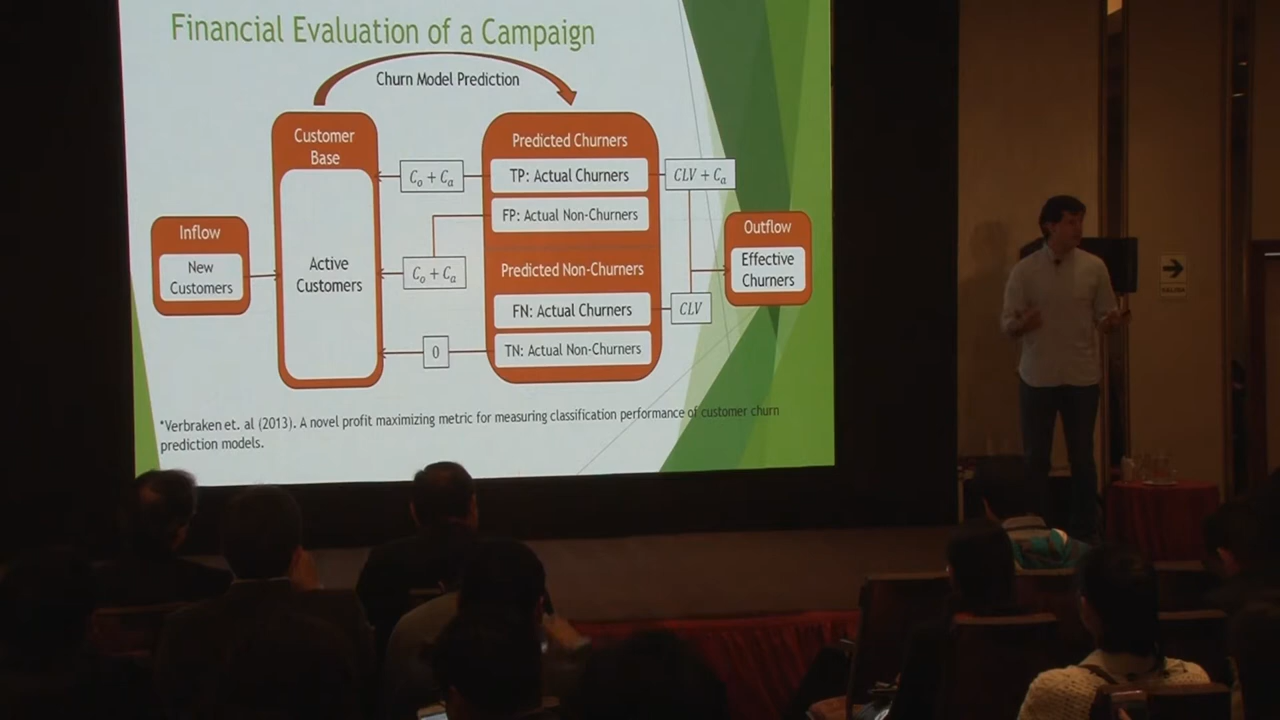 Financial Evaluation of a Campaign
Churn Model Prediction
Customer
Base
Active
Customers
Inflow
New
Customers
Predicted Churners
TP: Actual Churners
FP: Actual Non-Churners
Predicted Non-Churners
FN: Actual Churners
TN: Actual Non-Churners
Cₒ + Cₐ
Cₒ + Cₐ
0
CLV + Cₐ
CLV
Outflow
Effective
Churners
*Verbraken et. al (2013). A novel profit maximizing metric for measuring classification performance of customer churn
prediction models.
SALIDA